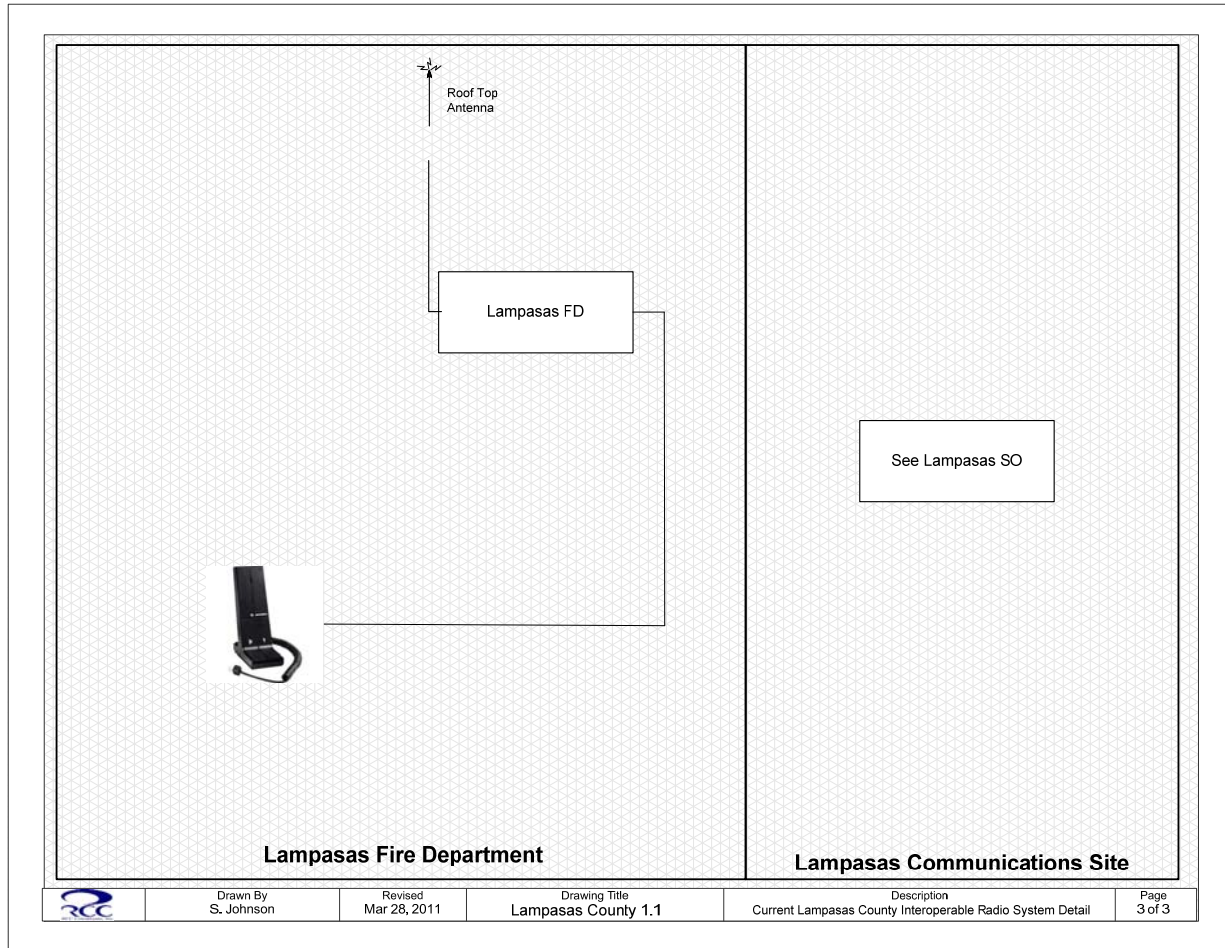 Roof Top
Antenna
Lampasas FD
See Lampasas SO
Lampasas Fire Department
Lampasas Communications Site
RCC
Drawn By
S. Johnson
Revised
Mar 28, 2011
Drawing Title
Lampasas County 1.1
Description
Current Lampasas County Interoperable Radio System Detail
Page
3 of 3